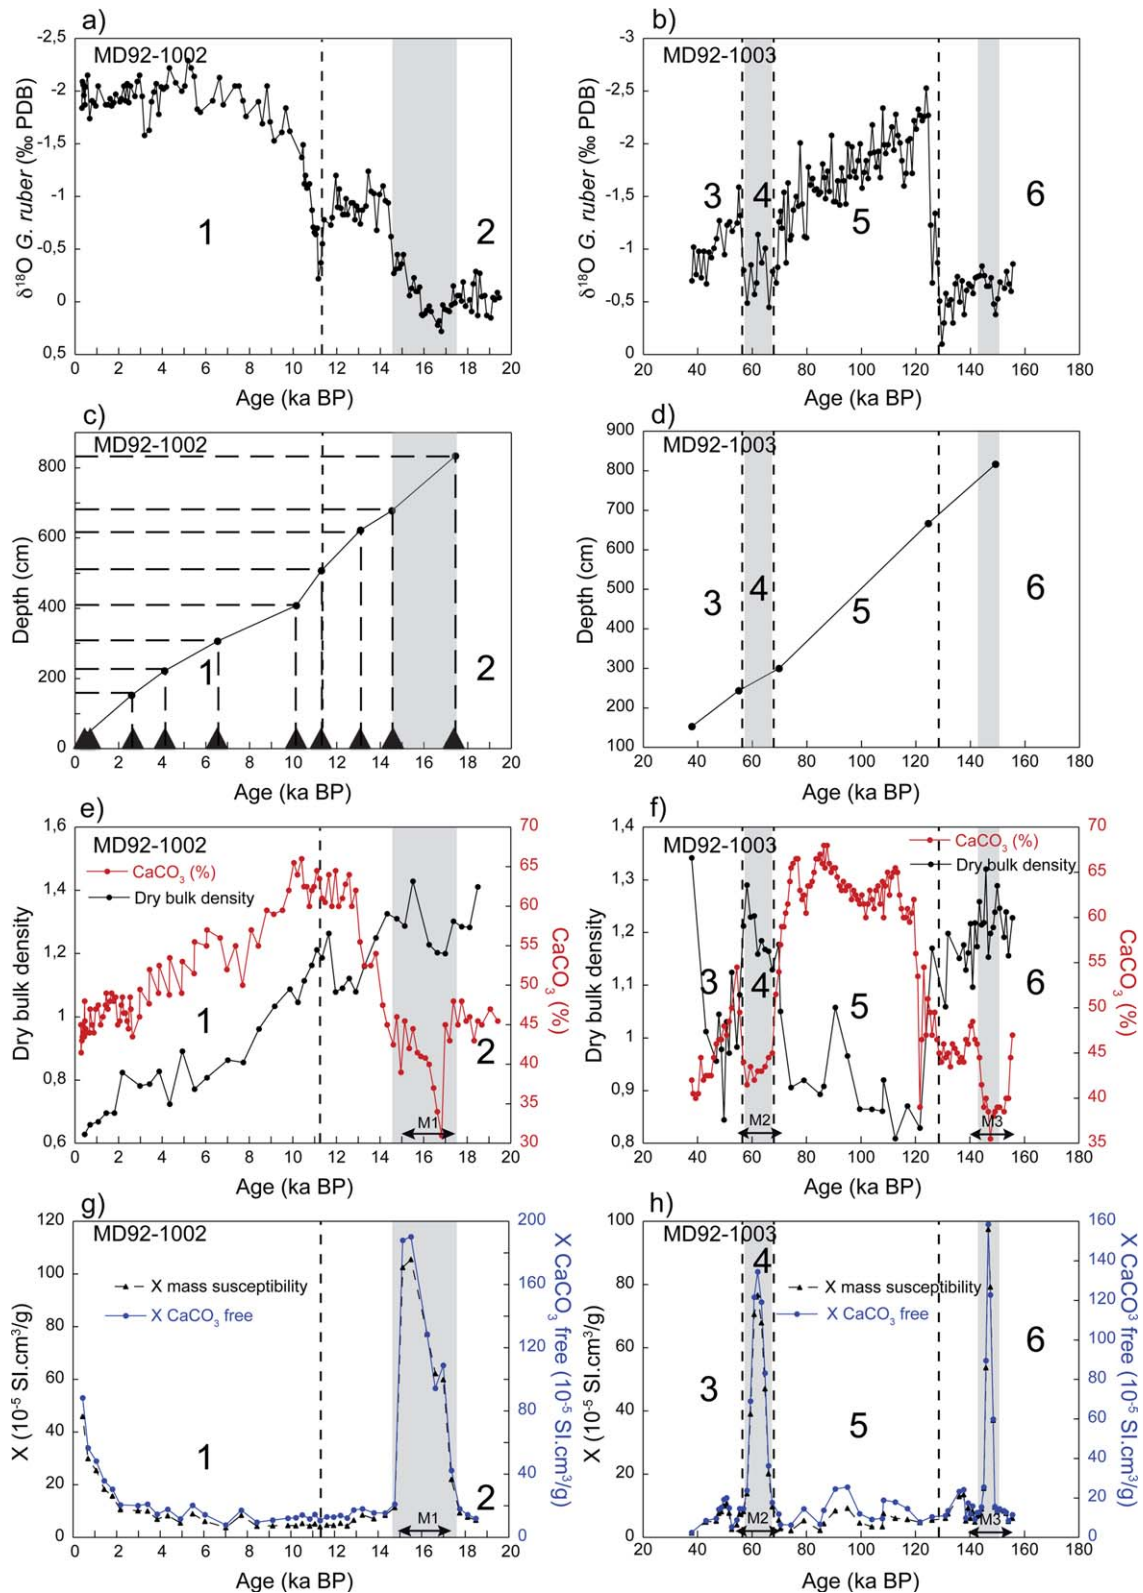 a)
MD92-1002
-2,5
-2
-1,5
-1
-0,5
0
0,5
δ¹⁸O G. ruber (‰ PDB)
1
2
0 2 4 6 8 10 12 14 16 18 20
Age (ka BP)
b)
MD92-1003
-3
-2,5
-2
-1,5
-1
-0,5
0
δ¹⁸O G. ruber (‰ PDB)
3
4
5
6
20 40 60 80 100 120 140 160 180
Age (ka BP)
c)
MD92-1002
800
600
400
200
0
Depth (cm)
1
2
0 2 4 6 8 10 12 14 16 18 20
Age (ka BP)
d)
MD92-1003
900
800
700
600
500
400
300
200
100
Depth (cm)
3
4
5
6
20 40 60 80 100 120 140 160 180
Age (ka BP)
e)
MD92-1002
CaCO₃ (%)
Dry bulk density
1,6
1,4
1,2
1
0,8
0,6
Dry bulk density
70
65
60
55
50
45
40
35
30
CaCO₃ (%)
1
2
M1
0 2 4 6 8 10 12 14 16 18 20
Age (ka BP)
f)
MD92-1003
CaCO₃ (%)
Dry bulk density
1,4
1,3
1,2
1,1
1
0,9
0,8
Dry bulk density
70
65
60
55
50
45
40
35
CaCO₃ (%)
3
4
5
6
M2
M3
20 40 60 80 100 120 140 160 180
Age (ka BP)
g)
MD92-1002
X mass susceptibility
X CaCO₃ free
120
100
80
60
40
20
0
X (10⁻⁵ SI.cm³/g)
200
160
120
80
40
0
X CaCO₃ free (10⁻⁵ SI.cm³/g)
1
2
M1
0 2 4 6 8 10 12 14 16 18 20
Age (ka BP)
h)
MD92-1003
X mass susceptibility
X CaCO₃ free
100
80
60
40
20
0
X (10⁻⁵ SI.cm³/g)
160
140
120
100
80
60
40
20
0
X CaCO³ free (10⁻⁵ SI.cm³/g)
3
4
5
6
M2
M3
20 40 60 80 100 120 140 160 180
Age (ka BP)